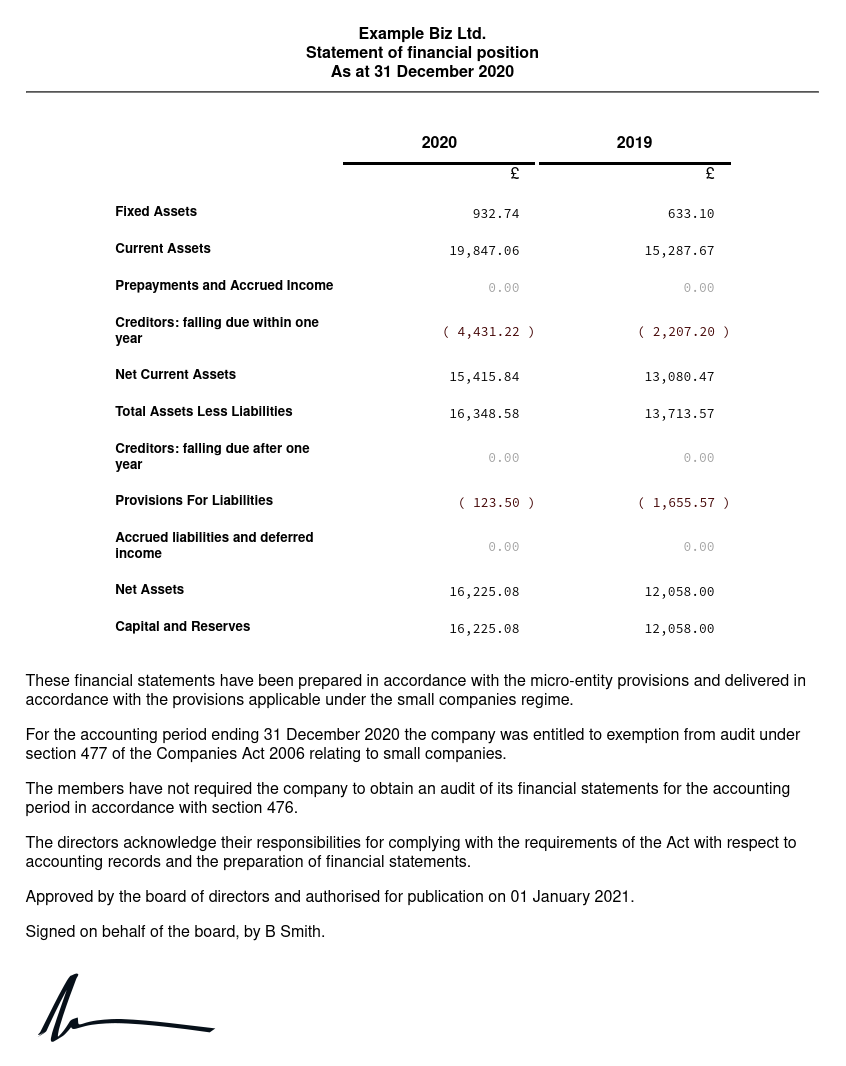 Example Biz Ltd.
Statement of financial position
As at 31 December 2020
2020 2019
£ £
Fixed Assets 932.74 633.10
Current Assets 19,847.06 15,287.67
Prepayments and Accrued Income 0.00 0.00
Creditors: falling due within one
year ( 4,431.22 ) ( 2,207.20 )
Net Current Assets 15,415.84 13,080.47
Total Assets Less Liabilities 16,348.58 13,713.57
Creditors: falling due after one
year 0.00 0.00
Provisions For Liabilities ( 123.50 ) ( 1,655.57 )
Accrued liabilities and deferred
income 0.00 0.00
Net Assets 16,225.08 12,058.00
Capital and Reserves 16,225.08 12,058.00
These financial statements have been prepared in accordance with the micro-entity provisions and delivered in
accordance with the provisions applicable under the small companies regime.
For the accounting period ending 31 December 2020 the company was entitled to exemption from audit under
section 477 of the Companies Act 2006 relating to small companies.
The members have not required the company to obtain an audit of its financial statements for the accounting
period in accordance with section 476.
The directors acknowledge their responsibilities for complying with the requirements of the Act with respect to
accounting records and the preparation of financial statements.
Approved by the board of directors and authorised for publication on 01 January 2021.
Signed on behalf of the board, by B Smith.